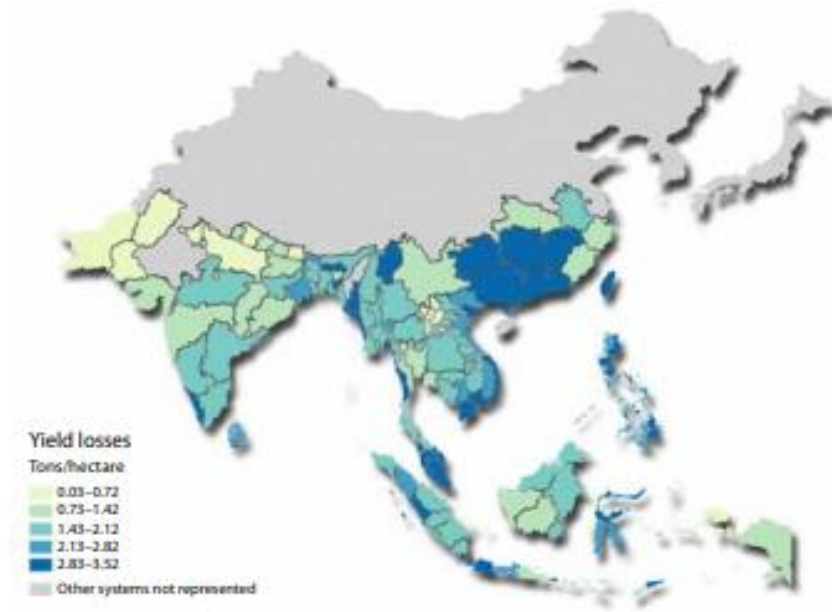 Yield losses
Tons/hectare
0.03–0.72
0.73–1.42
1.43–2.12
2.13–2.82
2.83–3.52
Other systems not represented